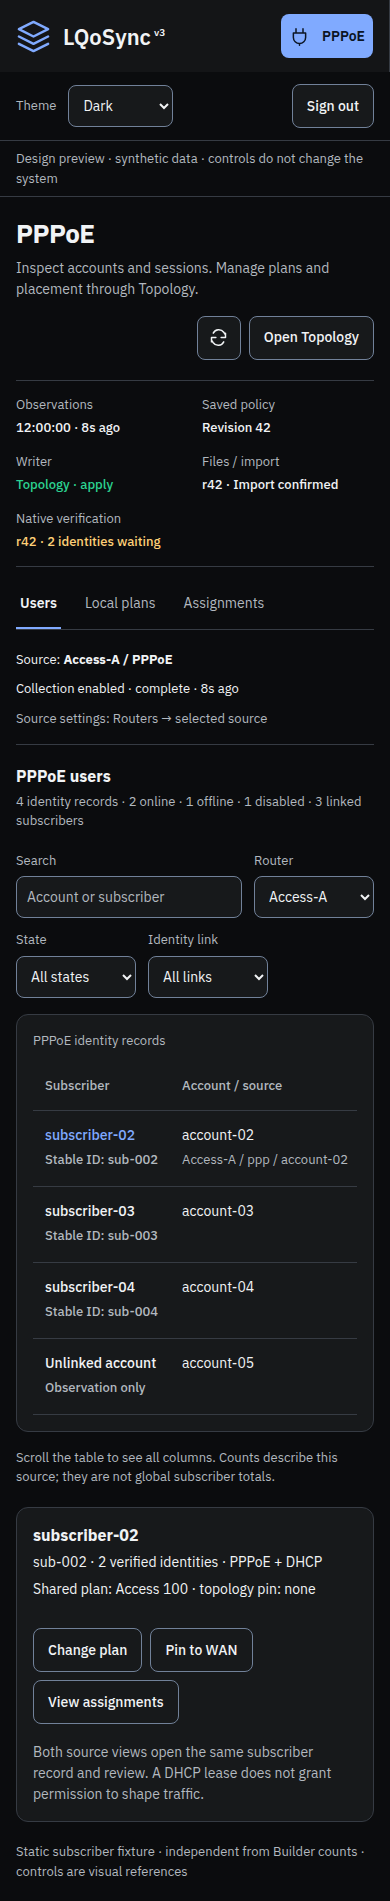 LQoSync v3
PPPoE
Theme
Dark
Sign out
Design preview · synthetic data · controls do not change the
system
PPPoE
Inspect accounts and sessions. Manage plans and
placement through Topology.
Open Topology
Observations
12:00:00 · 8s ago
Saved policy
Revision 42
Writer
Topology · apply
Files / import
r42 · Import confirmed
Native verification
r42 · 2 identities waiting
Users
Local plans
Assignments
Source: Access-A / PPPoE
Collection enabled · complete · 8s ago
Source settings: Routers → selected source
PPPoE users
4 identity records · 2 online · 1 offline · 1 disabled · 3 linked
subscribers
Search
Account or subscriber
Router
Access-A
State
All states
Identity link
All links
PPPoE identity records
Subscriber
Account / source
subscriber-02
account-02
Stable ID: sub-002
Access-A / ppp / account-02
subscriber-03
account-03
Stable ID: sub-003
subscriber-04
account-04
Stable ID: sub-004
Unlinked account
account-05
Observation only
Scroll the table to see all columns. Counts describe this
source; they are not global subscriber totals.
subscriber-02
sub-002 · 2 verified identities · PPPoE + DHCP
Shared plan: Access 100 · topology pin: none
Change plan
Pin to WAN
View assignments
Both source views open the same subscriber
record and review. A DHCP lease does not grant
permission to shape traffic.
Static subscriber fixture · independent from Builder counts ·
controls are visual references